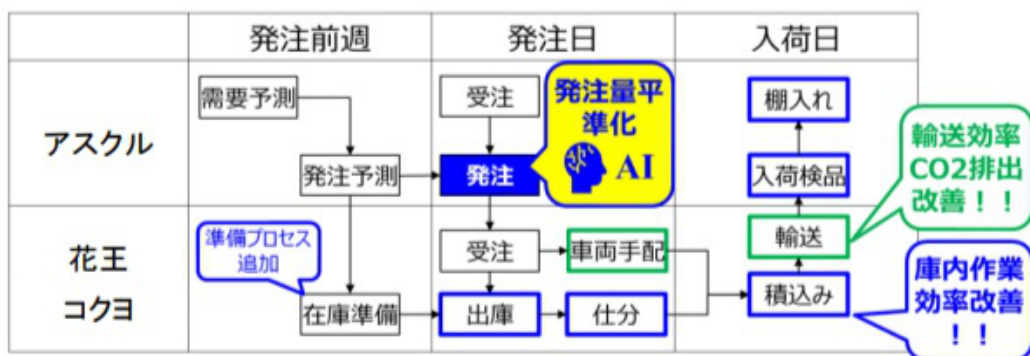 発注前週
発注日
入荷日
アスクル
需要予測
発注予測
受注
発注
発注量平
準化
AI
棚入れ
入荷検品
輸送効率
CO2排出
改善！！
花王
コクヨ
準備プロセス
追加
在庫準備
受注
車両手配
出庫
仕分
輸送
積込み
庫内作業
効率改善
！！